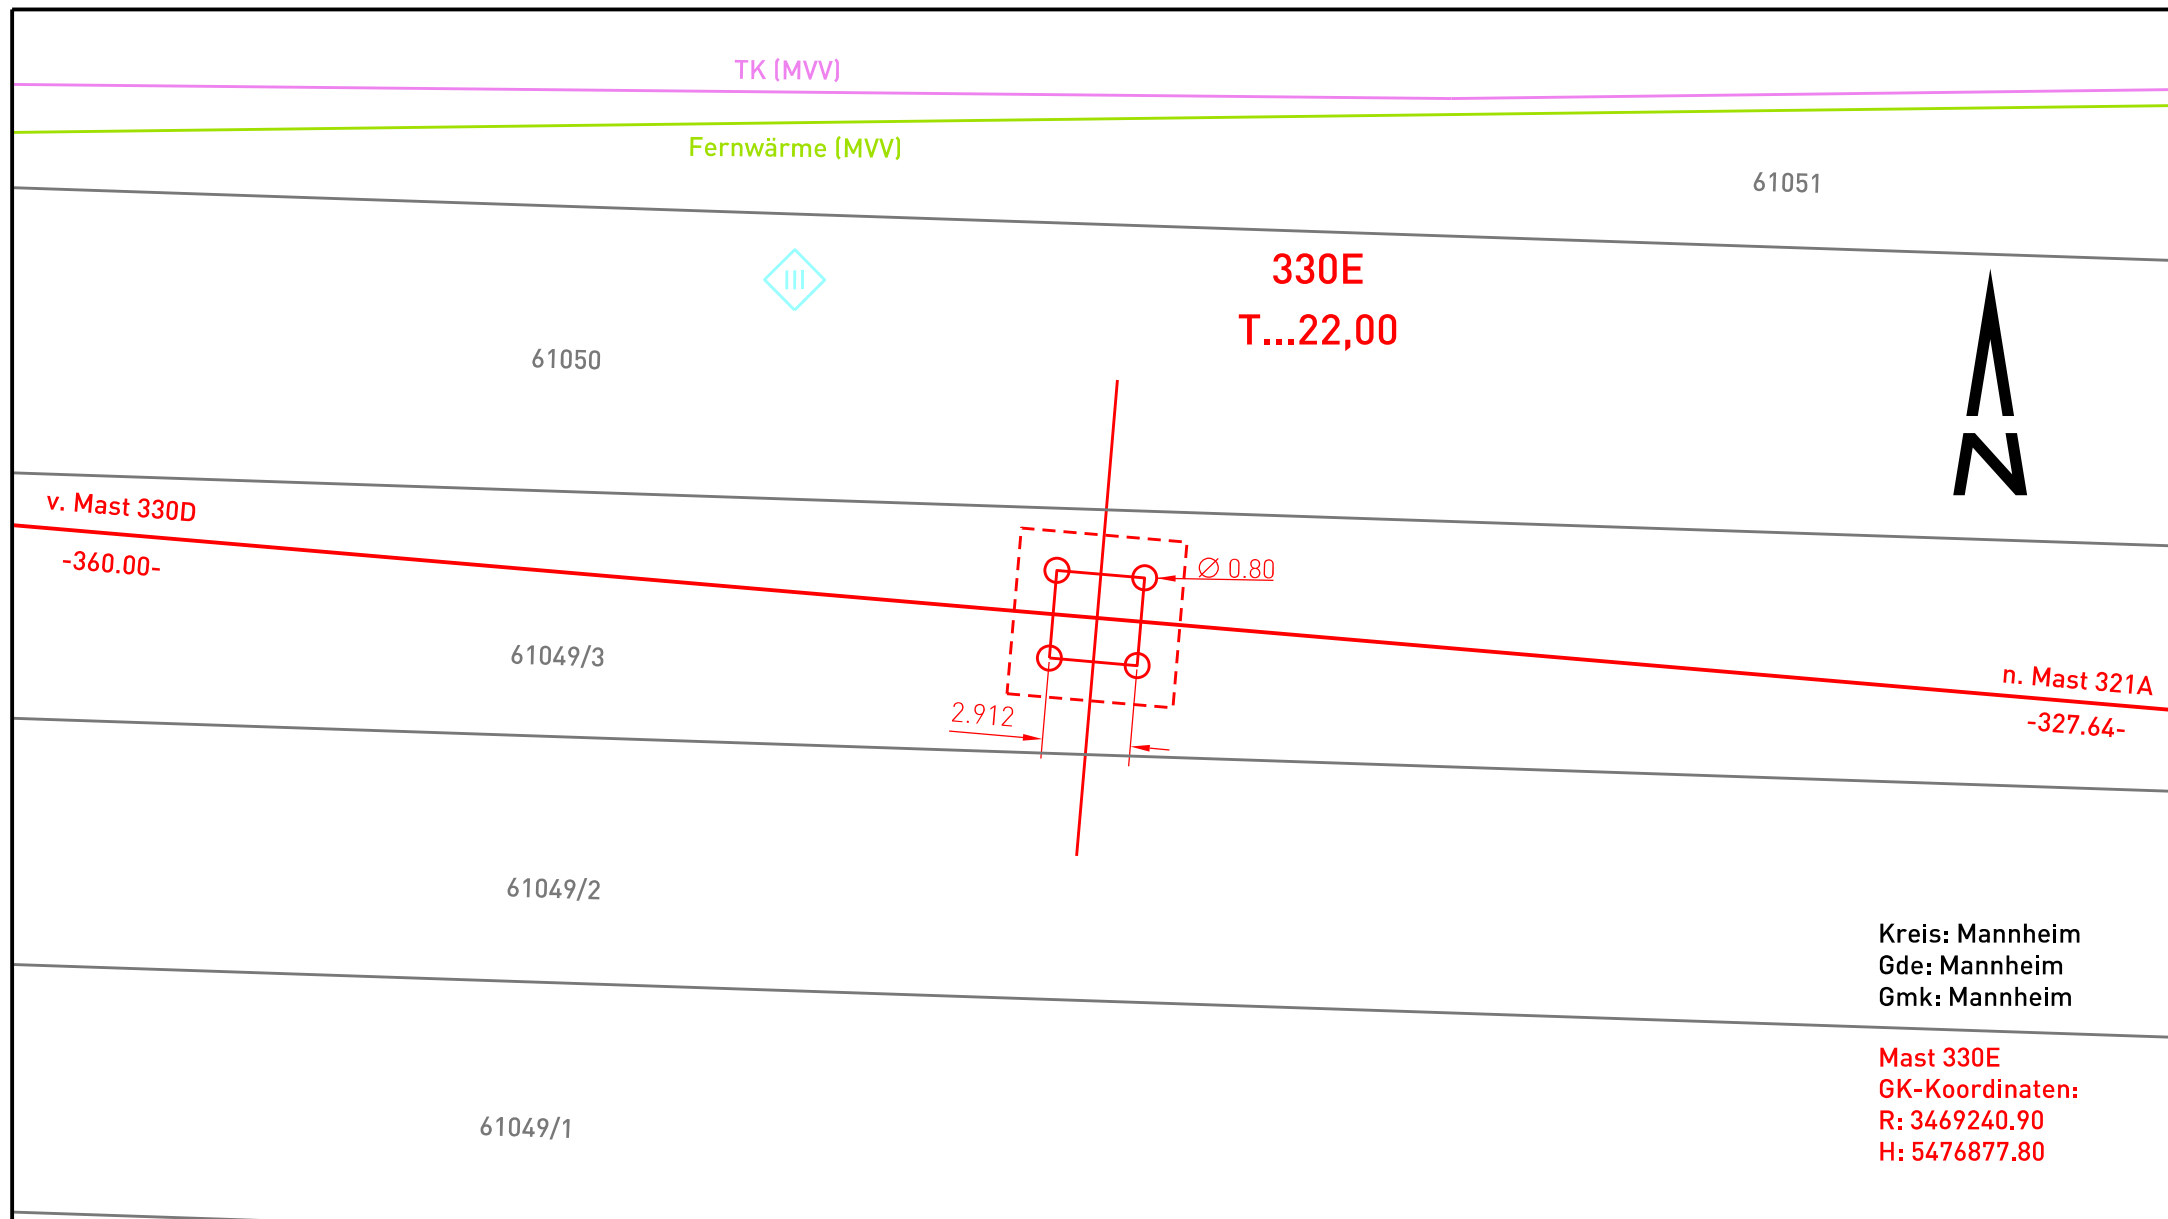 TK (MVV)
Fernwärme (MVV)
61051
330E
T...22,00
III
61050
N
v. Mast 330D
-360.00-
Ø 0.80
61049/3
n. Mast 321A
-327.64-
2.912
61049/2
Kreis: Mannheim
Gde: Mannheim
Gmk: Mannheim
Mast 330E
GK-Koordinaten:
R: 3469240.90
H: 5476877.80
61049/1